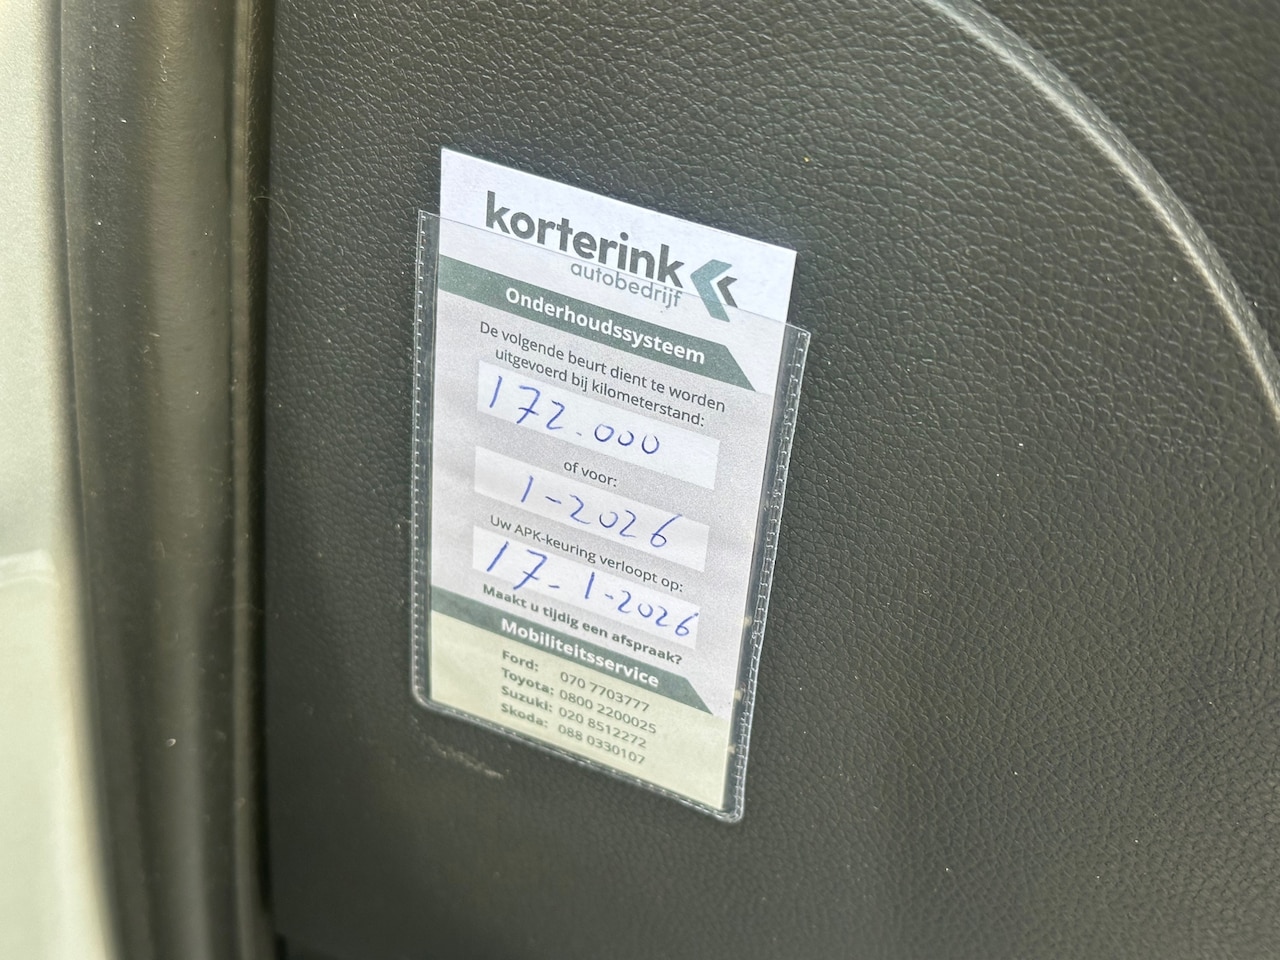 korterink
autobedrijf
Onderhoudssysteem
De volgende beurt dient te worden
uitgevoerd bij kilometerstand:
172.000
of voor:
1-2026
Uw APK-keuring verloopt op:
17-1-2026
Maakt u tijdig een afspraak?
Mobiliteitsservice
Ford: 070 7703777
Toyota: 0800 2200025
Suzuki: 020 8512272
Skoda: 088 0330107